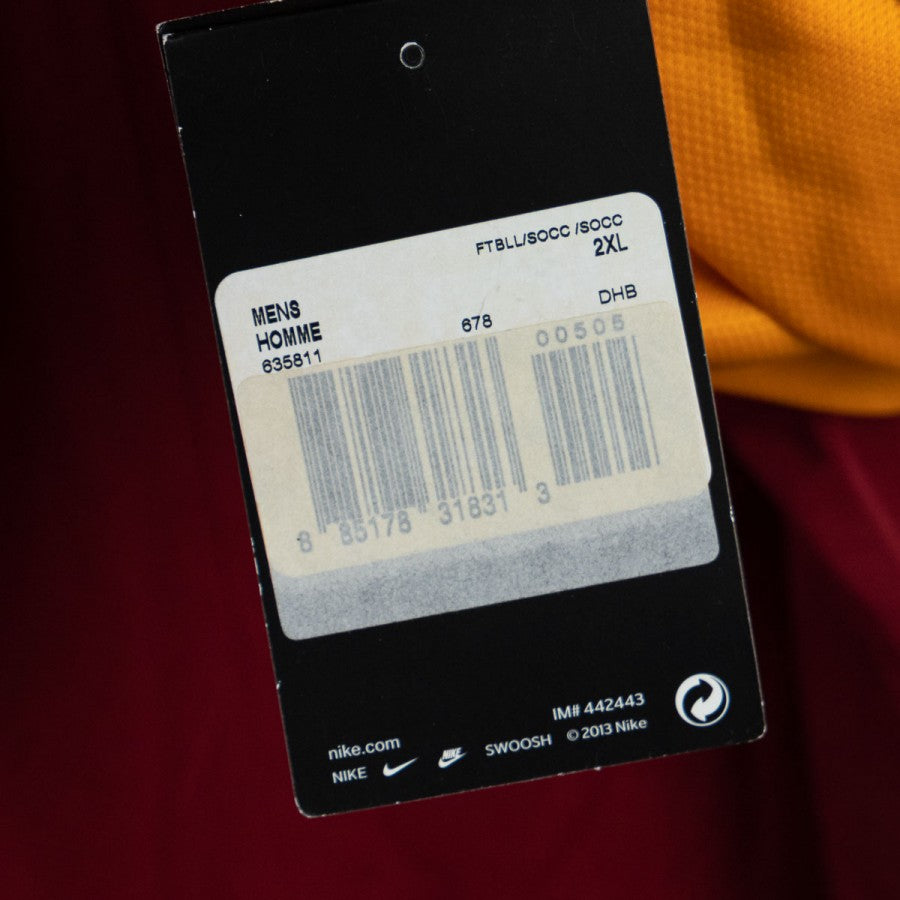 FTBLL/SOCC /SOCC
2XL
MENS
HOMME
DHB
635811
678
00505
8 85178 31831 3
IM# 442443
nike.com
© 2013 Nike
NIKE
NIKE
SWOOSH